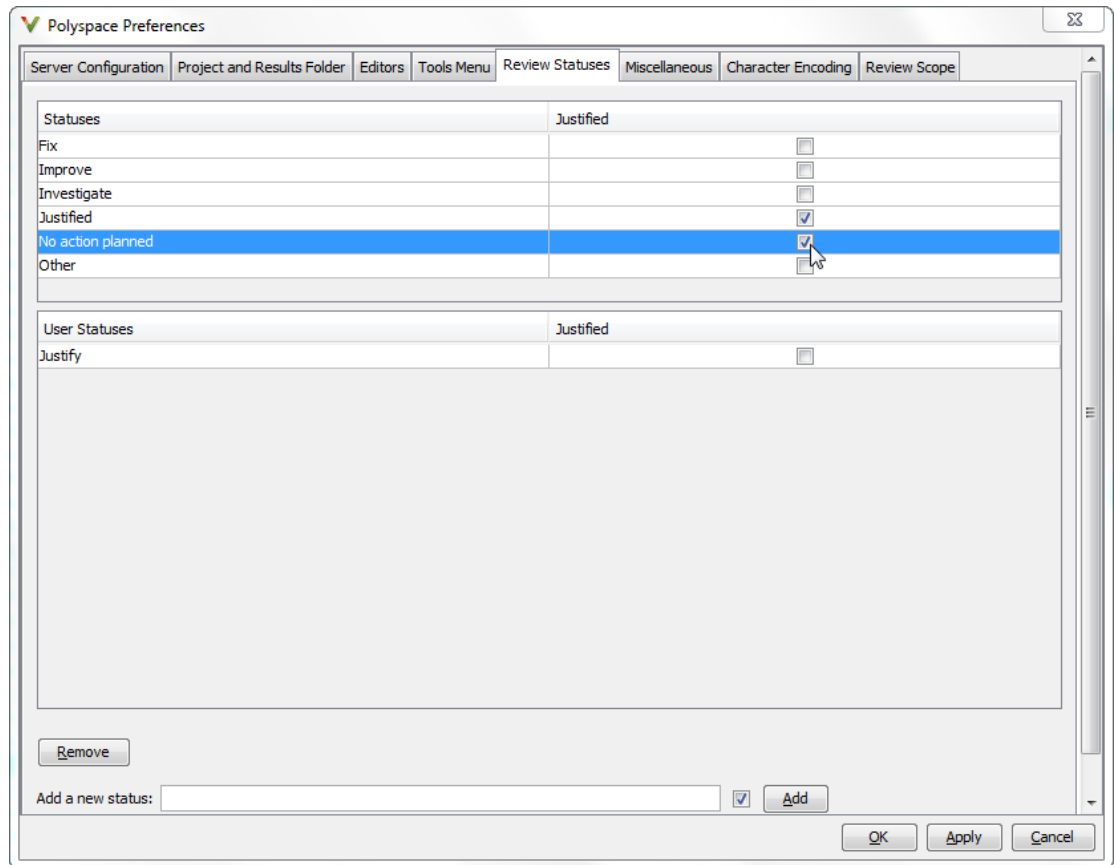 Polyspace Preferences
Server Configuration Project and Results Folder Editors Tools Menu Review Statuses Miscellaneous Character Encoding Review Scope
Statuses Justified
Fix
Improve
Investigate
Justified
No action planned
Other
User Statuses Justified
Justify
Remove
Add a new status: Add
OK Apply Cancel